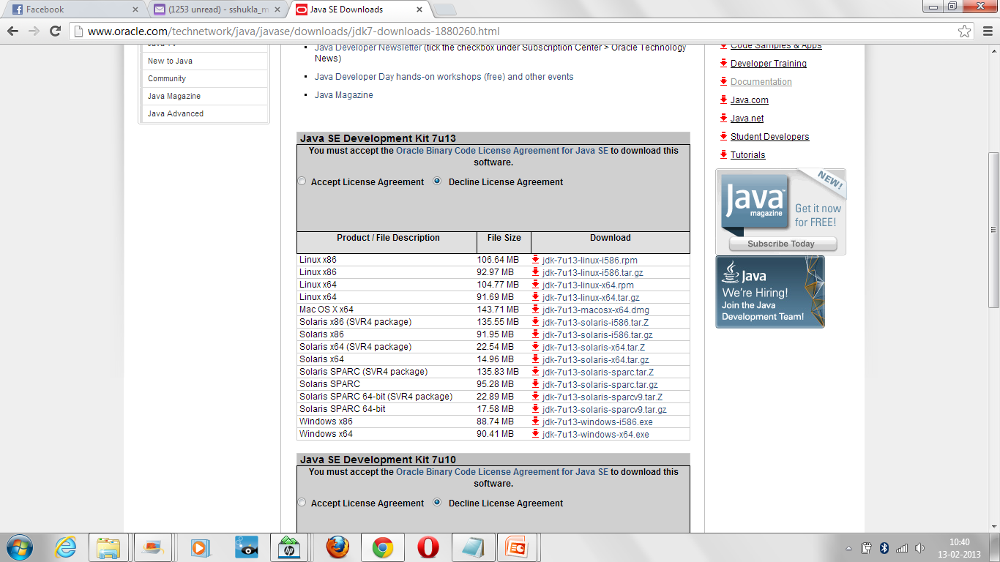 Facebook
(1253 unread) - sshukla_m
Java SE Downloads
www.oracle.com/technetwork/java/javase/downloads/jdk7-downloads-1880260.html
New to Java
Community
Java Magazine
Java Advanced
Java Developer Newsletter (tick the checkbox under Subscription Center > Oracle Technology
News)
Java Developer Day hands-on workshops (free) and other events
Java Magazine
Java SE Development Kit 7u13
You must accept the Oracle Binary Code License Agreement for Java SE to download this
software.
Accept License Agreement Decline License Agreement
Product / File Description File Size Download
Linux x86 106.64 MB jdk-7u13-linux-i586.rpm
Linux x86 92.97 MB jdk-7u13-linux-i586.tar.gz
Linux x64 104.77 MB jdk-7u13-linux-x64.rpm
Linux x64 91.69 MB jdk-7u13-linux-x64.tar.gz
Mac OS X x64 143.71 MB jdk-7u13-macosx-x64.dmg
Solaris x86 (SVR4 package) 135.55 MB jdk-7u13-solaris-i586.tar.Z
Solaris x86 91.95 MB jdk-7u13-solaris-i586.tar.gz
Solaris x64 (SVR4 package) 22.54 MB jdk-7u13-solaris-x64.tar.Z
Solaris x64 14.96 MB jdk-7u13-solaris-x64.tar.gz
Solaris SPARC (SVR4 package) 135.83 MB jdk-7u13-solaris-sparc.tar.Z
Solaris SPARC 95.28 MB jdk-7u13-solaris-sparc.tar.gz
Solaris SPARC 64-bit (SVR4 package) 22.89 MB jdk-7u13-solaris-sparcv9.tar.Z
Solaris SPARC 64-bit 17.58 MB jdk-7u13-solaris-sparcv9.tar.gz
Windows x86 88.74 MB jdk-7u13-windows-i586.exe
Windows x64 90.41 MB jdk-7u13-windows-x64.exe
Java SE Development Kit 7u10
You must accept the Oracle Binary Code License Agreement for Java SE to download this
software.
Accept License Agreement Decline License Agreement
Code Samples & Apps
Developer Training
Documentation
Java.com
Java.net
Student Developers
Tutorials
NEW!
Java™
magazine
Get it now
for FREE!
Subscribe Today
Java
We're Hiring!
Join the Java
Development Team!
hp
10:40
13-02-2013